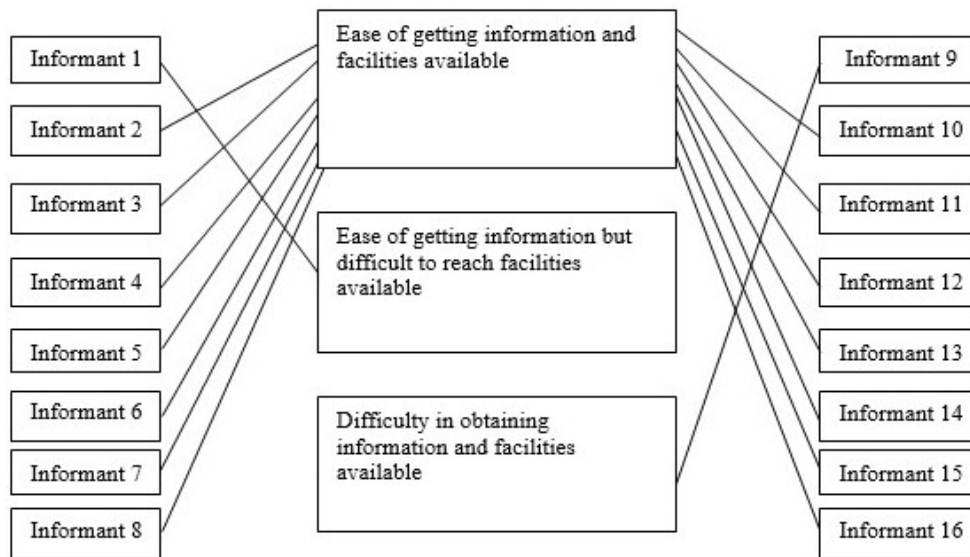 Informant 1
Informant 2
Informant 3
Informant 4
Informant 5
Informant 6
Informant 7
Informant 8
Ease of getting information and
facilities available
Ease of getting information but
difficult to reach facilities
available
Difficulty in obtaining
information and facilities
available
Informant 9
Informant 10
Informant 11
Informant 12
Informant 13
Informant 14
Informant 15
Informant 16